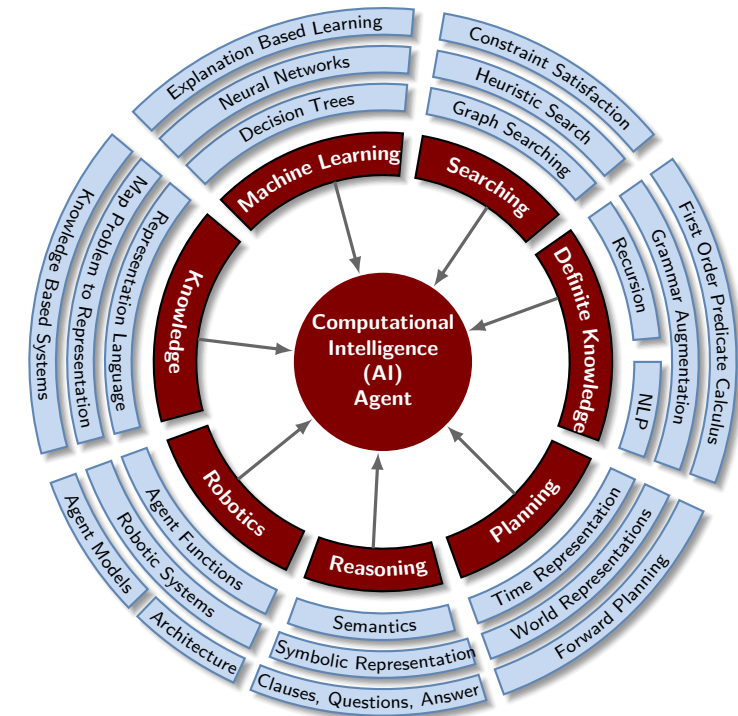 Explanation Based Learning
Neural Networks
Decision Trees
Machine Learning
Constraint Satisfaction
Heuristic Search
Graph Searching
Searching
First Order Predicate Calculus
Grammar Augmentation
Recursion
NLP
Definite Knowledge
Knowledge Based Systems
Map Problem to Representation
Representation Language
Knowledge
Computational
Intelligence
(AI)
Agent
Agent Models
Architecture
Robotic Systems
Agent Functions
Robotics
Reasoning
Semantics
Symbolic Representation
Clauses, Questions, Answer
Planning
Time Representation
World Representations
Forward Planning